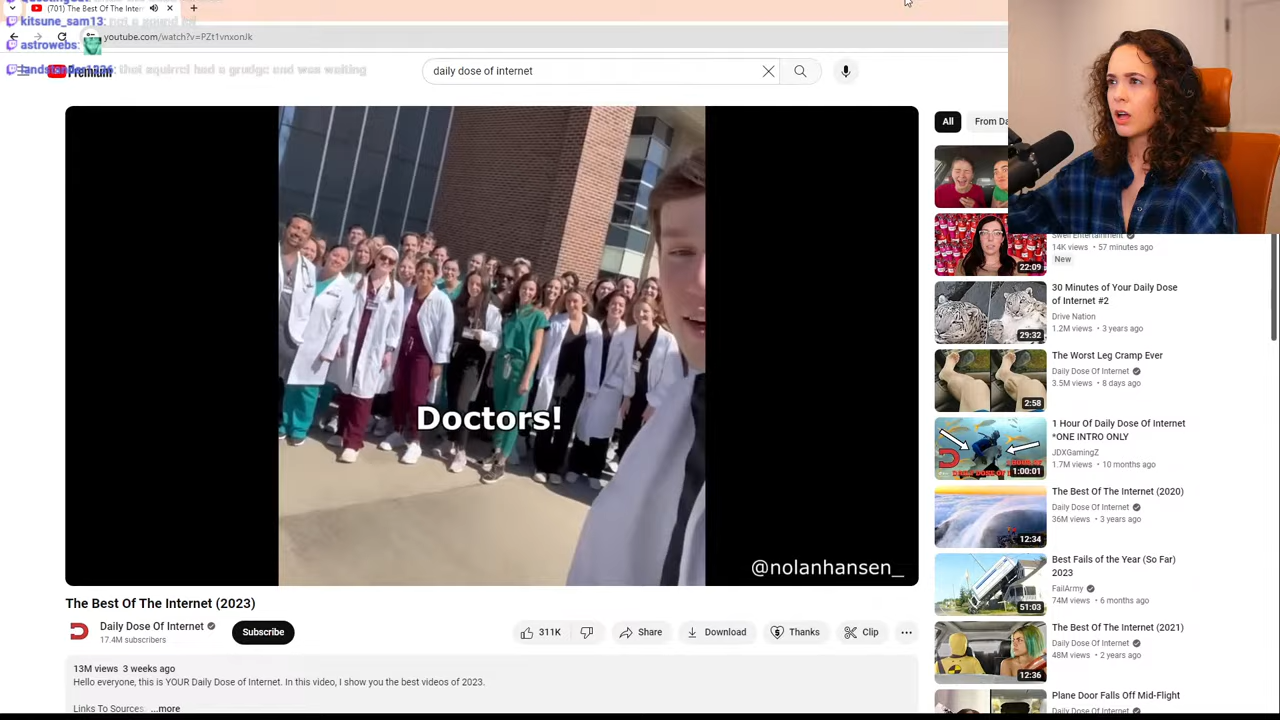 (701) The Best Of The Inter
kitsune_sam13:
astrowebs:
youtube.com/watch?v=PZt1vnxonJk
that squirrel had a grudge and was waiting
Premium
daily dose of internet
All
From Da
Doctors!
@nolanhansen_
The Best Of The Internet (2023)
Daily Dose Of Internet
17.4M subscribers
Subscribe
311K
Share
Download
Thanks
Clip
13M views 3 weeks ago
Hello everyone, this is YOUR Daily Dose of Internet. In this video, I show you the best videos of 2023.
Links To Sources
...more
Swell Entertainment
14K views • 57 minutes ago
New
22:09
30 Minutes of Your Daily Dose
of Internet #2
Drive Nation
1.2M views • 3 years ago
29:32
The Worst Leg Cramp Ever
Daily Dose Of Internet
3.5M views • 8 days ago
2:58
1 Hour Of Daily Dose Of Internet
*ONE INTRO ONLY
JDXGamingZ
1.7M views • 10 months ago
1:00:01
The Best Of The Internet (2020)
Daily Dose Of Internet
36M views • 3 years ago
12:34
Best Fails of the Year (So Far)
2023
FailArmy
74M views • 6 months ago
51:03
The Best Of The Internet (2021)
Daily Dose Of Internet
48M views • 2 years ago
12:36
Plane Door Falls Off Mid-Flight
Daily Dose Of Internet